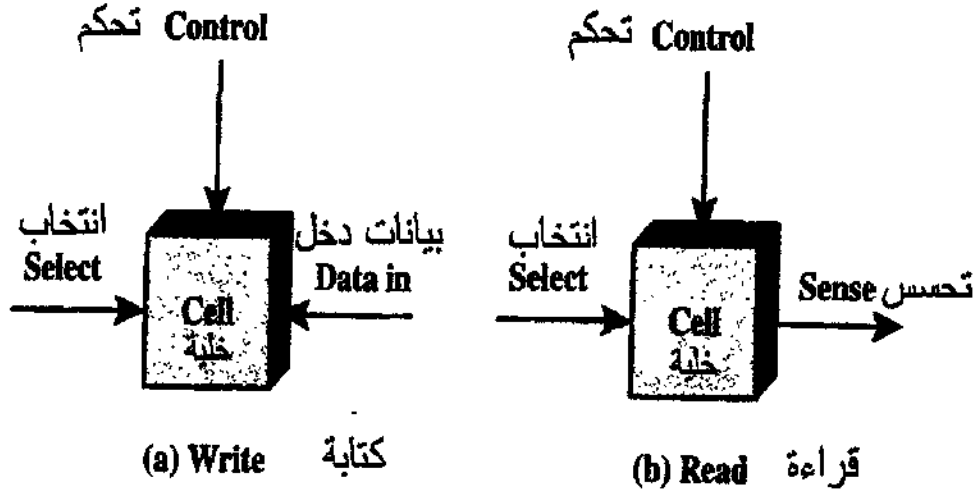 تحكم Control
انتخاب
Select
بيانات دخل
Data in
Cell
خلية
(a) Write كتابة
تحكم Control
انتخاب
Select
Sense تحسس
Cell
خلية
(b) Read قراءة